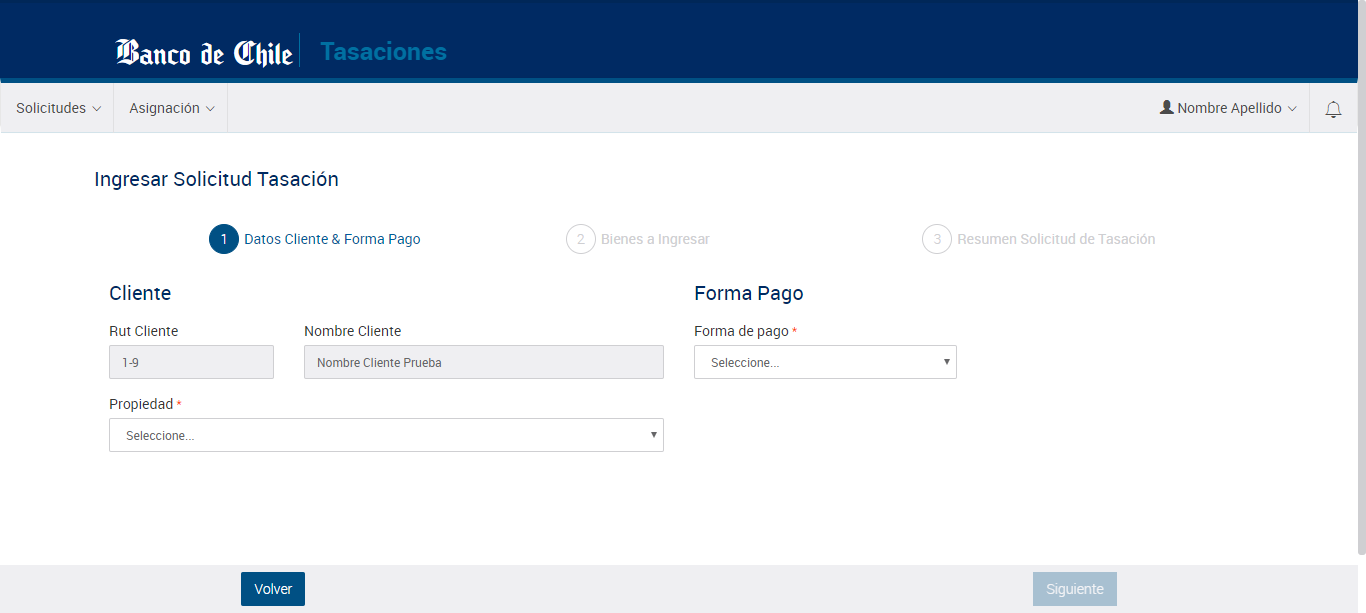 Banco de Chile Tasaciones
Solicitudes Asignación Nombre Apellido
Ingresar Solicitud Tasación
1 Datos Cliente & Forma Pago 2 Bienes a Ingresar 3 Resumen Solicitud de Tasación
Cliente Forma Pago
Rut Cliente Nombre Cliente Forma de pago *
1-9 Nombre Cliente Prueba Seleccione...
Propiedad *
Seleccione...
Volver Siguiente